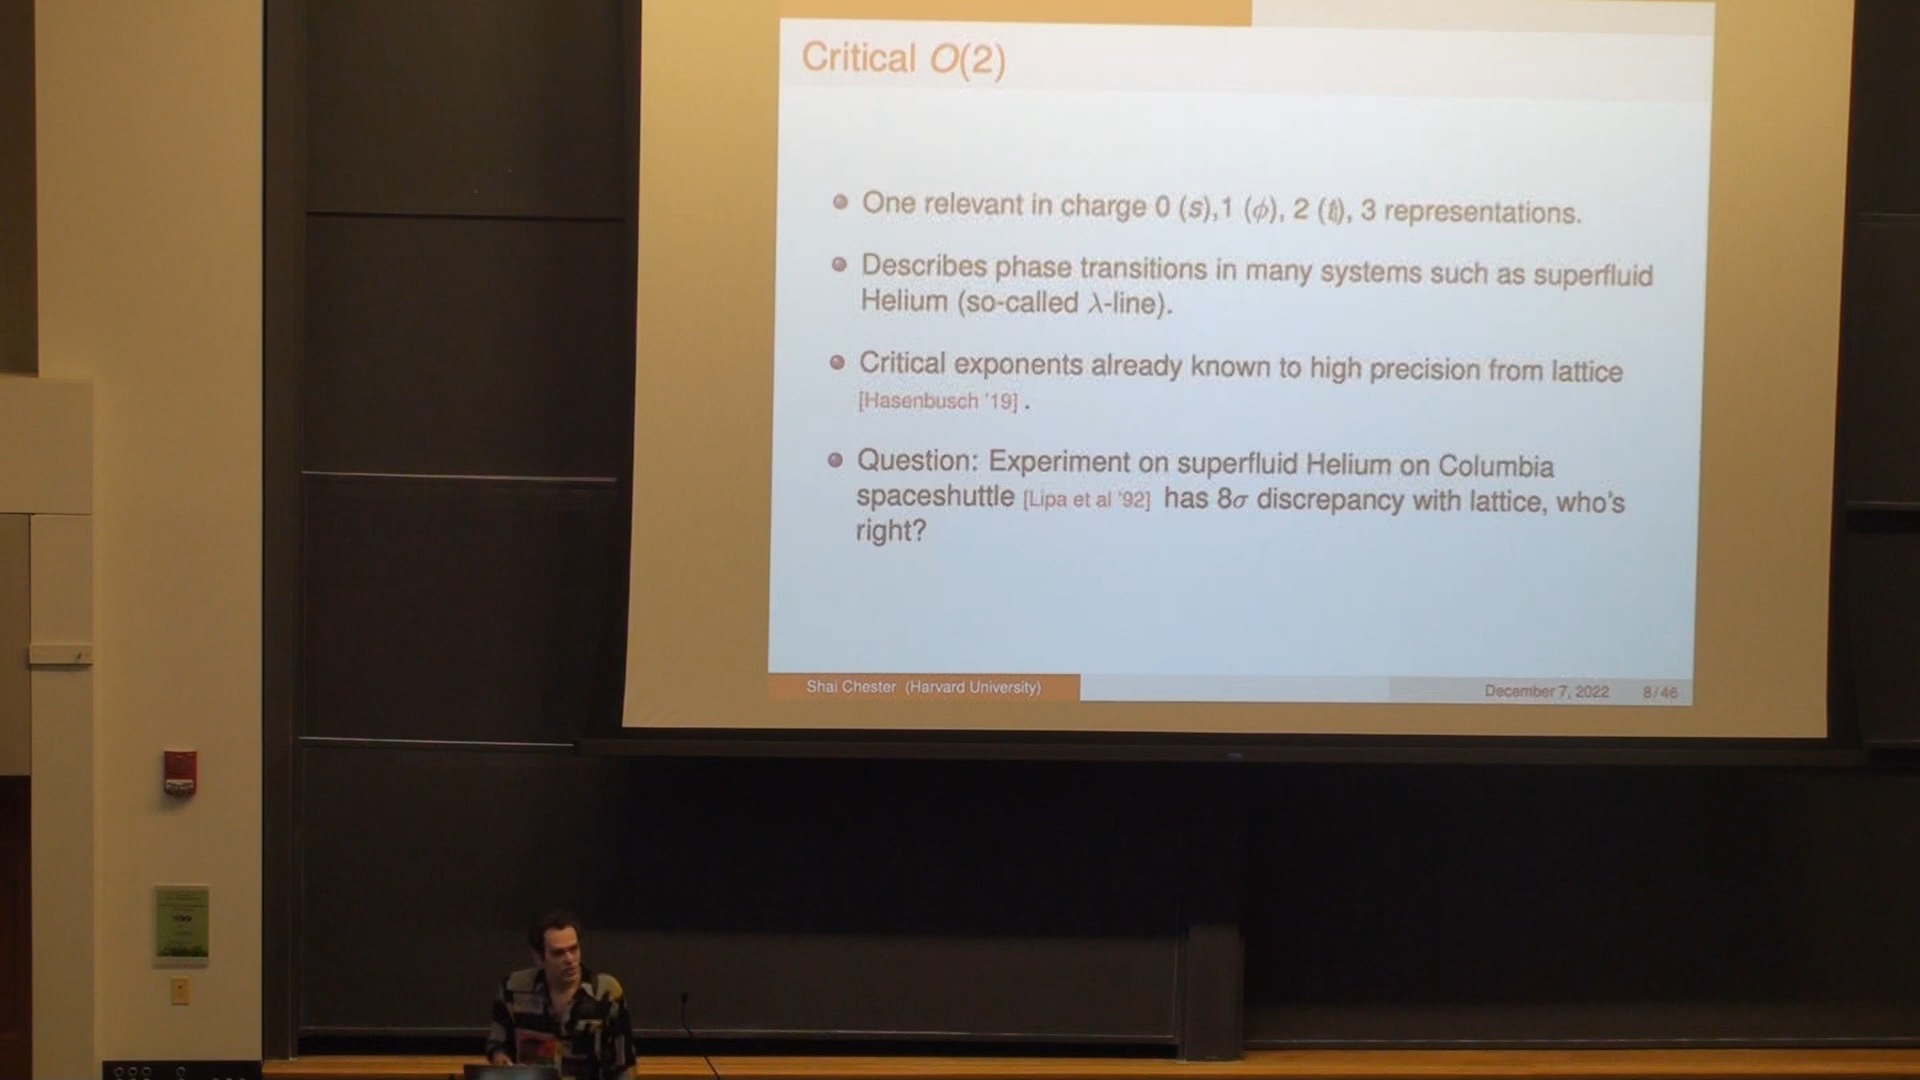 Critical O(2)
One relevant in charge 0 (s),1 (ϕ), 2 (t), 3 representations.
Describes phase transitions in many systems such as superfluid
Helium (so-called λ-line).
Critical exponents already known to high precision from lattice
[Hasenbusch '19] .
Question: Experiment on superfluid Helium on Columbia
spaceshuttle [Lipa et al '92] has 8σ discrepancy with lattice, who's
right?
Shai Chester (Harvard University)
December 7, 2022 8/46